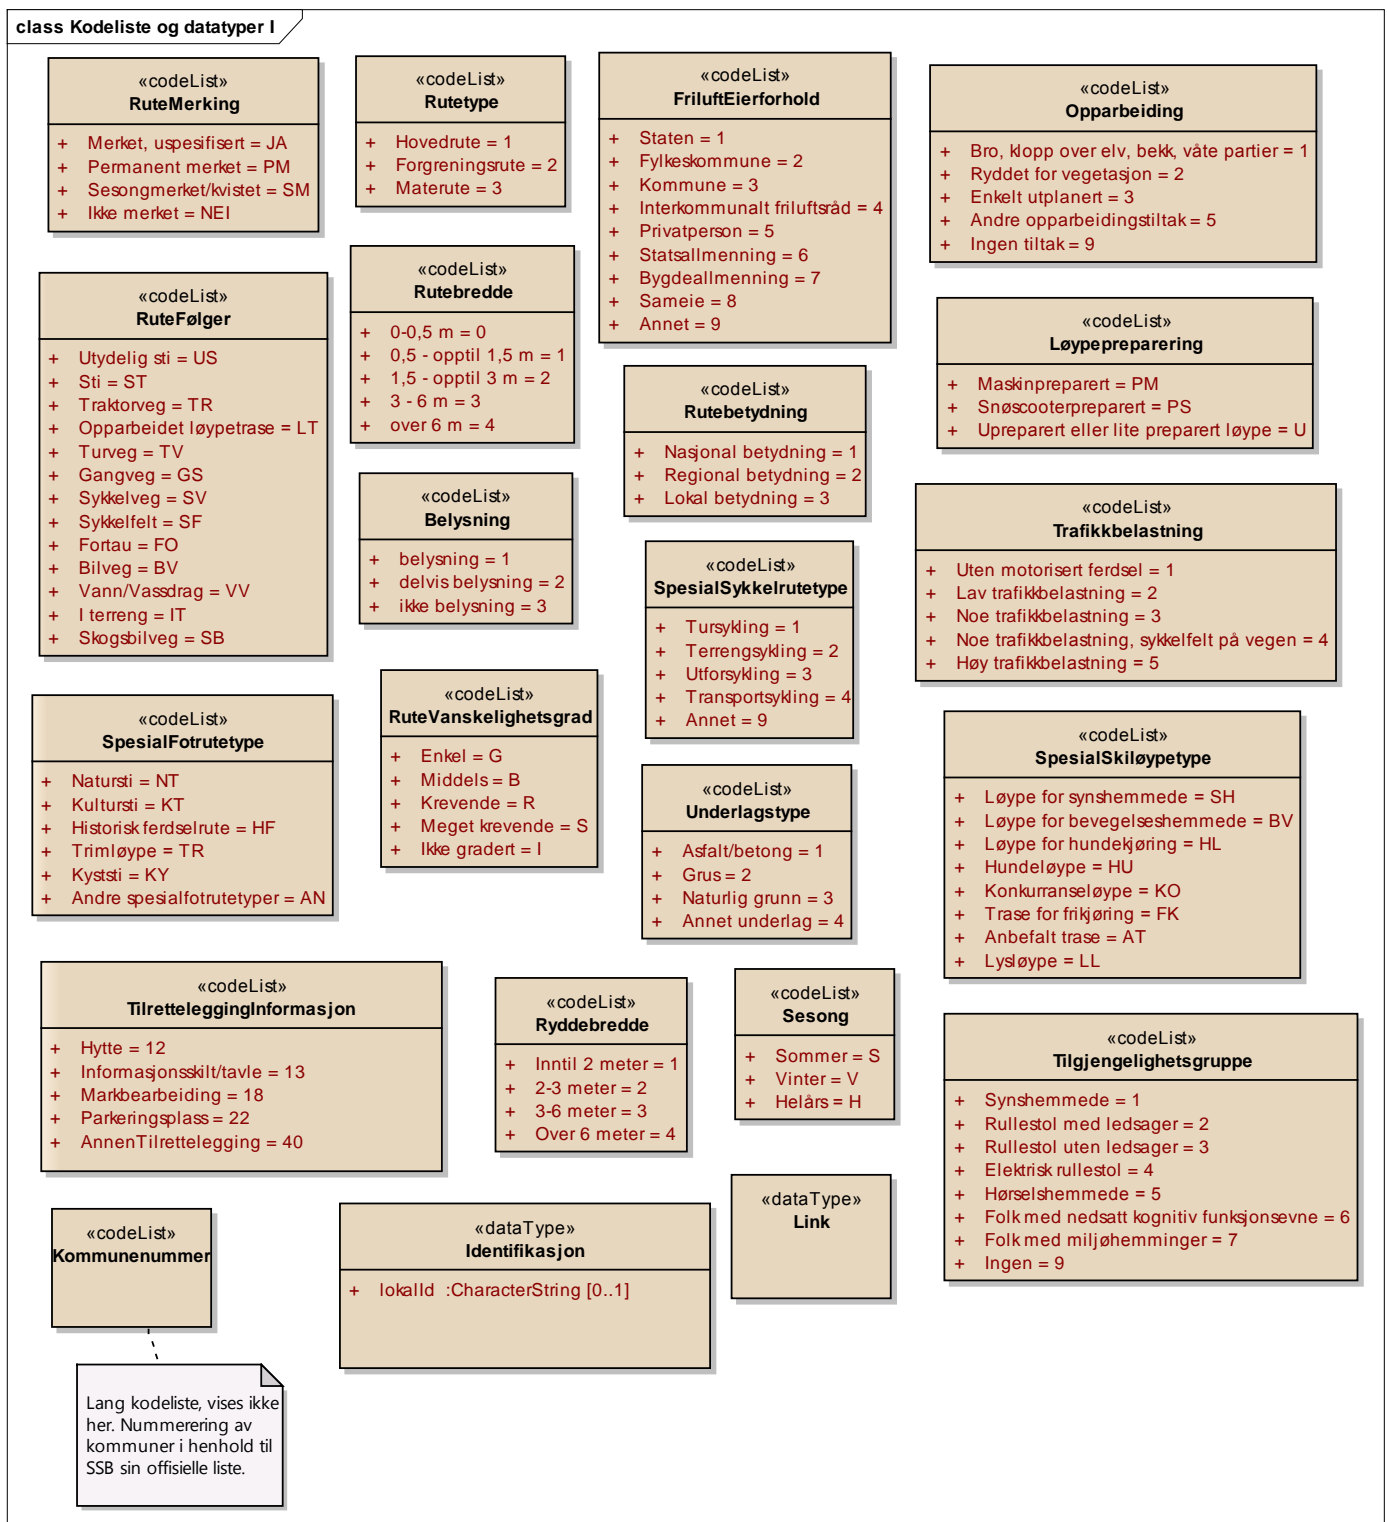 class Kodeliste og datatyper I
«codeList»
RuteMerking
+ Merket, uspesifisert = JA
+ Permanent merket = PM
+ Sesongmerket/kvistet = SM
+ Ikke merket = NEI
«codeList»
Rutetype
+ Hovedrute = 1
+ Forgreningsrute = 2
+ Materute = 3
«codeList»
FriluftEierforhold
+ Staten = 1
+ Fylkeskommune = 2
+ Kommune = 3
+ Interkommunalt friluftsråd = 4
+ Privatperson = 5
+ Statsallmenning = 6
+ Bygdeallmenning = 7
+ Sameie = 8
+ Annet = 9
«codeList»
Opparbeiding
+ Bro, klopp over elv, bekk, våte partier = 1
+ Ryddet for vegetasjon = 2
+ Enkelt utplanert = 3
+ Andre opparbeidingstiltak = 5
+ Ingen tiltak = 9
«codeList»
RuteFølger
+ Utydelig sti = US
+ Sti = ST
+ Traktorveg = TR
+ Opparbeidet løypetrase = LT
+ Turveg = TV
+ Gangveg = GS
+ Sykkelveg = SV
+ Sykkelfelt = SF
+ Fortau = FO
+ Bilveg = BV
+ Vann/Vassdrag = VV
+ I terreng = IT
+ Skogsbilveg = SB
«codeList»
Rutebredde
+ 0-0,5 m = 0
+ 0,5 - opptil 1,5 m = 1
+ 1,5 - opptil 3 m = 2
+ 3 - 6 m = 3
+ over 6 m = 4
«codeList»
Løypepreparering
+ Maskinpreparert = PM
+ Snøscooterpreparert = PS
+ Upreparert eller lite preparert løype = U
«codeList»
Rutebetydning
+ Nasjonal betydning = 1
+ Regional betydning = 2
+ Lokal betydning = 3
«codeList»
Belysning
+ belysning = 1
+ delvis belysning = 2
+ ikke belysning = 3
«codeList»
Trafikkbelastning
+ Uten motorisert ferdsel = 1
+ Lav trafikkbelastning = 2
+ Noe trafikkbelastning = 3
+ Noe trafikkbelastning, sykkelfelt på vegen = 4
+ Høy trafikkbelastning = 5
«codeList»
SpesialSykkelrutetype
+ Tursykling = 1
+ Terrengsykling = 2
+ Utforsykling = 3
+ Transportsykling = 4
+ Annet = 9
«codeList»
SpesialFotrutetype
+ Natursti = NT
+ Kultursti = KT
+ Historisk ferdselrute = HF
+ Trimløype = TR
+ Kyststi = KY
+ Andre spesialfotrutetyper = AN
«codeList»
RuteVanskelighetsgrad
+ Enkel = G
+ Middels = B
+ Krevende = R
+ Meget krevende = S
+ Ikke gradert = I
«codeList»
Underlagstype
+ Asfalt/betong = 1
+ Grus = 2
+ Naturlig grunn = 3
+ Annet underlag = 4
«codeList»
SpesialSkiløypetype
+ Løype for synshemmede = SH
+ Løype for bevegelseshemmede = BV
+ Løype for hundekjøring = HL
+ Hundeløype = HU
+ Konkurranseløype = KO
+ Trase for frikjøring = FK
+ Anbefalt trase = AT
+ Lysløype = LL
«codeList»
TilretteleggingInformasjon
+ Hytte = 12
+ Informasjonsskilt/tavle = 13
+ Markbearbeiding = 18
+ Parkeringsplass = 22
+ AnnenTilrettelegging = 40
«codeList»
Ryddebredde
+ Inntil 2 meter = 1
+ 2-3 meter = 2
+ 3-6 meter = 3
+ Over 6 meter = 4
«codeList»
Sesong
+ Sommer = S
+ Vinter = V
+ Helårs = H
«codeList»
Tilgjengelighetsgruppe
+ Synshemmede = 1
+ Rullestol med ledsager = 2
+ Rullestol uten ledsager = 3
+ Elektrisk rullestol = 4
+ Hørselshemmede = 5
+ Folk med nedsatt kognitiv funksjonsevne = 6
+ Folk med miljøhemminger = 7
+ Ingen = 9
«codeList»
Kommunenummer
«dataType»
Identifikasjon
+ lokalId :CharacterString [0..1]
«dataType»
Link
Lang kodeliste, vises ikke
her. Nummerering av
kommuner i henhold til
SSB sin offisielle liste.